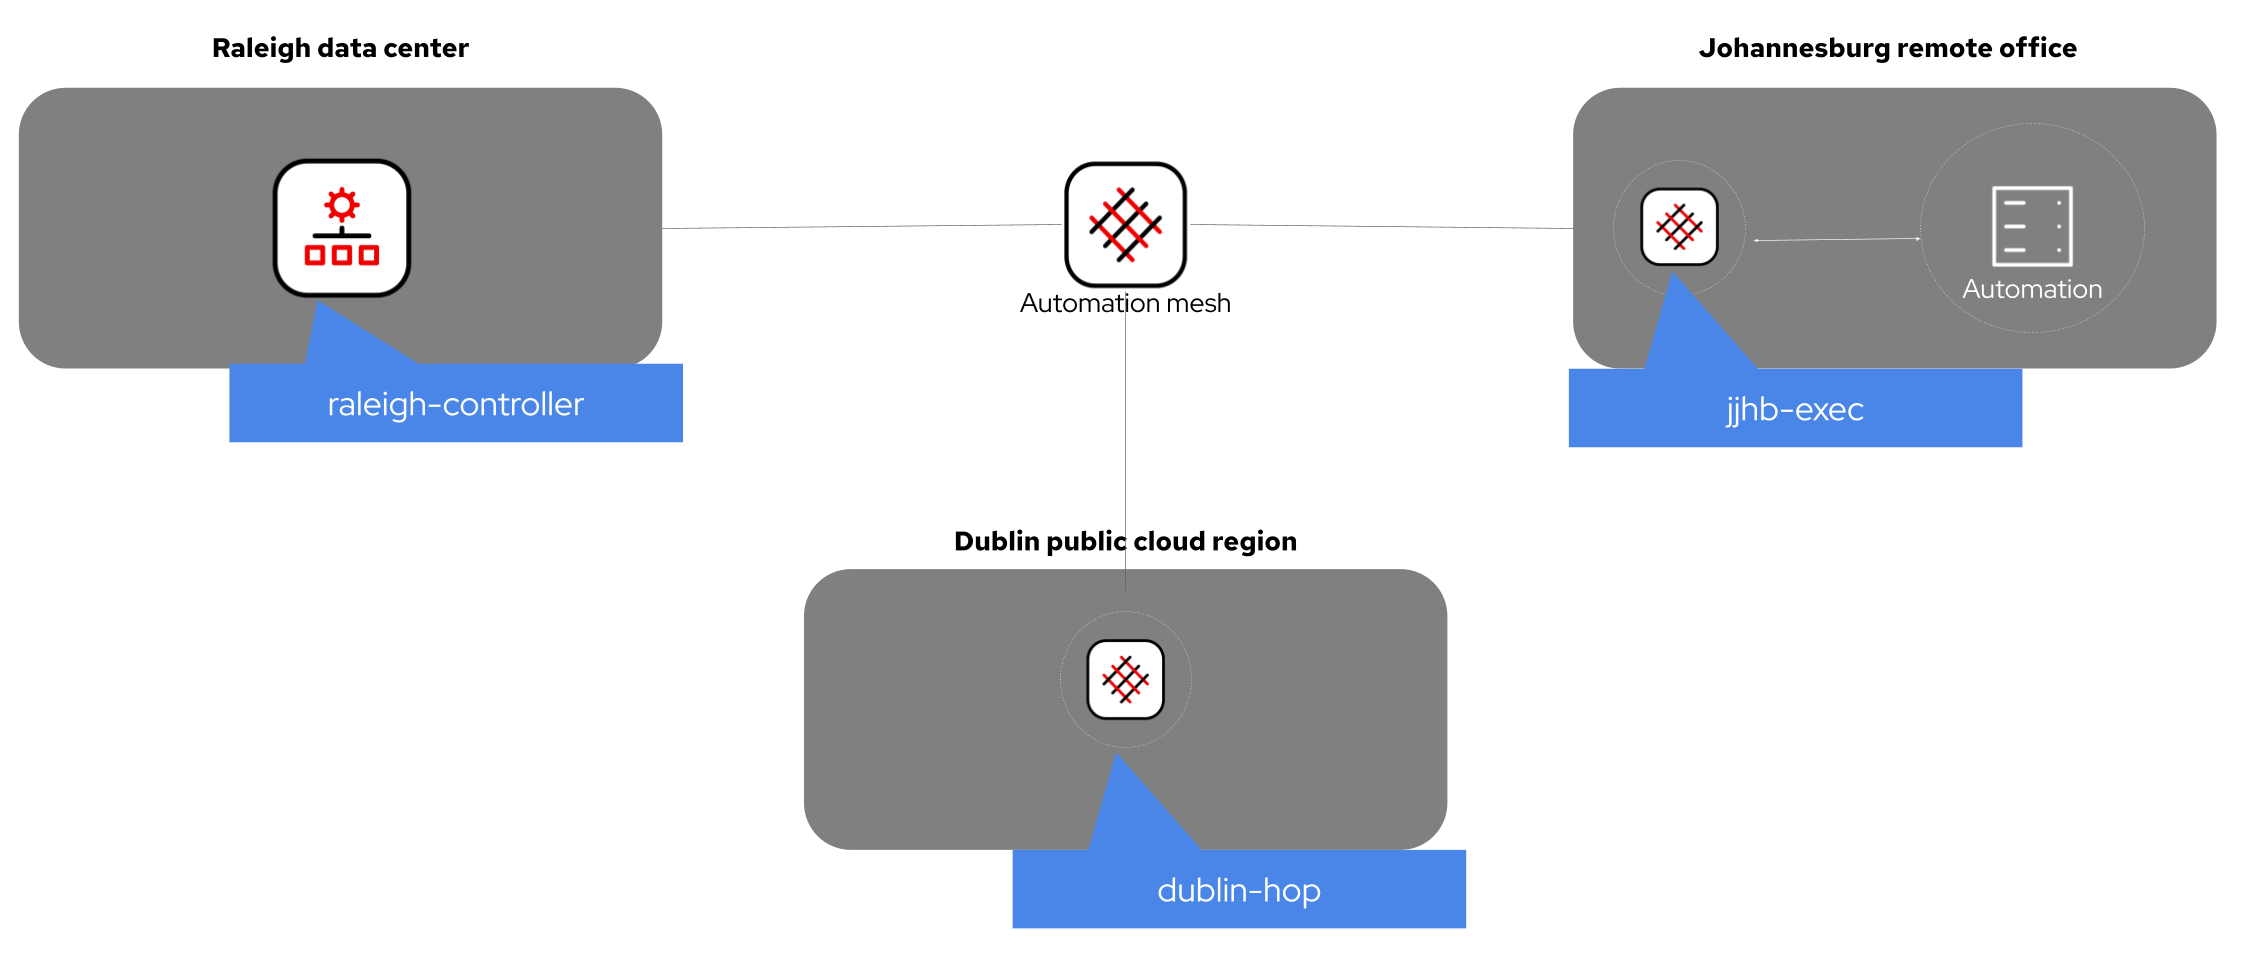 Raleigh data center
Johannesburg remote office
Automation
Automation mesh
raleigh-controller
jjhb-exec
Dublin public cloud region
dublin-hop